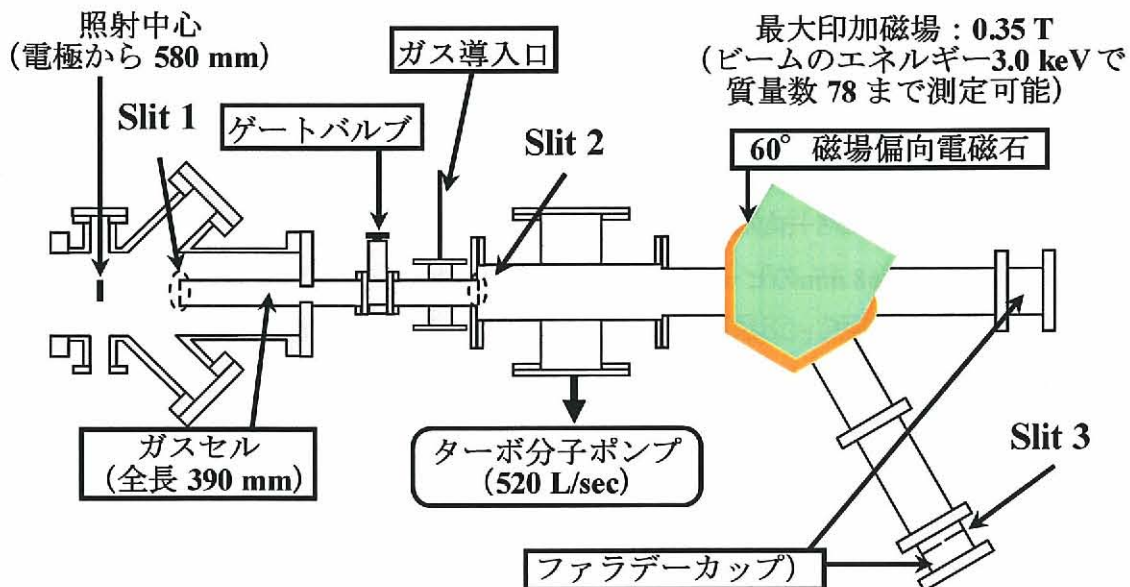 照射中心
(電極から 580 mm)
Slit 1
ゲートバルブ
ガス導入口
Slit 2
最大印加磁場：0.35 T
(ビームのエネルギー3.0 keV で
質量数 78 まで測定可能)
60° 磁場偏向電磁石
ガスセル
(全長 390 mm)
ターボ分子ポンプ
(520 L/sec)
Slit 3
ファラデーカップ)